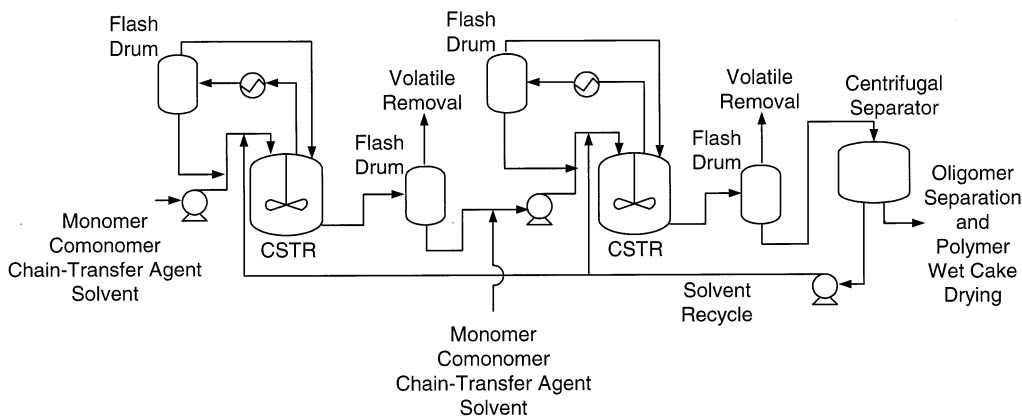 Flash
Drum
Flash
Drum
Volatile
Removal
Volatile
Removal
Centrifugal
Separator
Flash
Drum
Flash
Drum
Monomer
Comonomer
Chain-Transfer Agent
Solvent
CSTR
CSTR
Oligomer
Separation
and
Polymer
Wet Cake
Drying
Solvent
Recycle
Monomer
Comonomer
Chain-Transfer Agent
Solvent